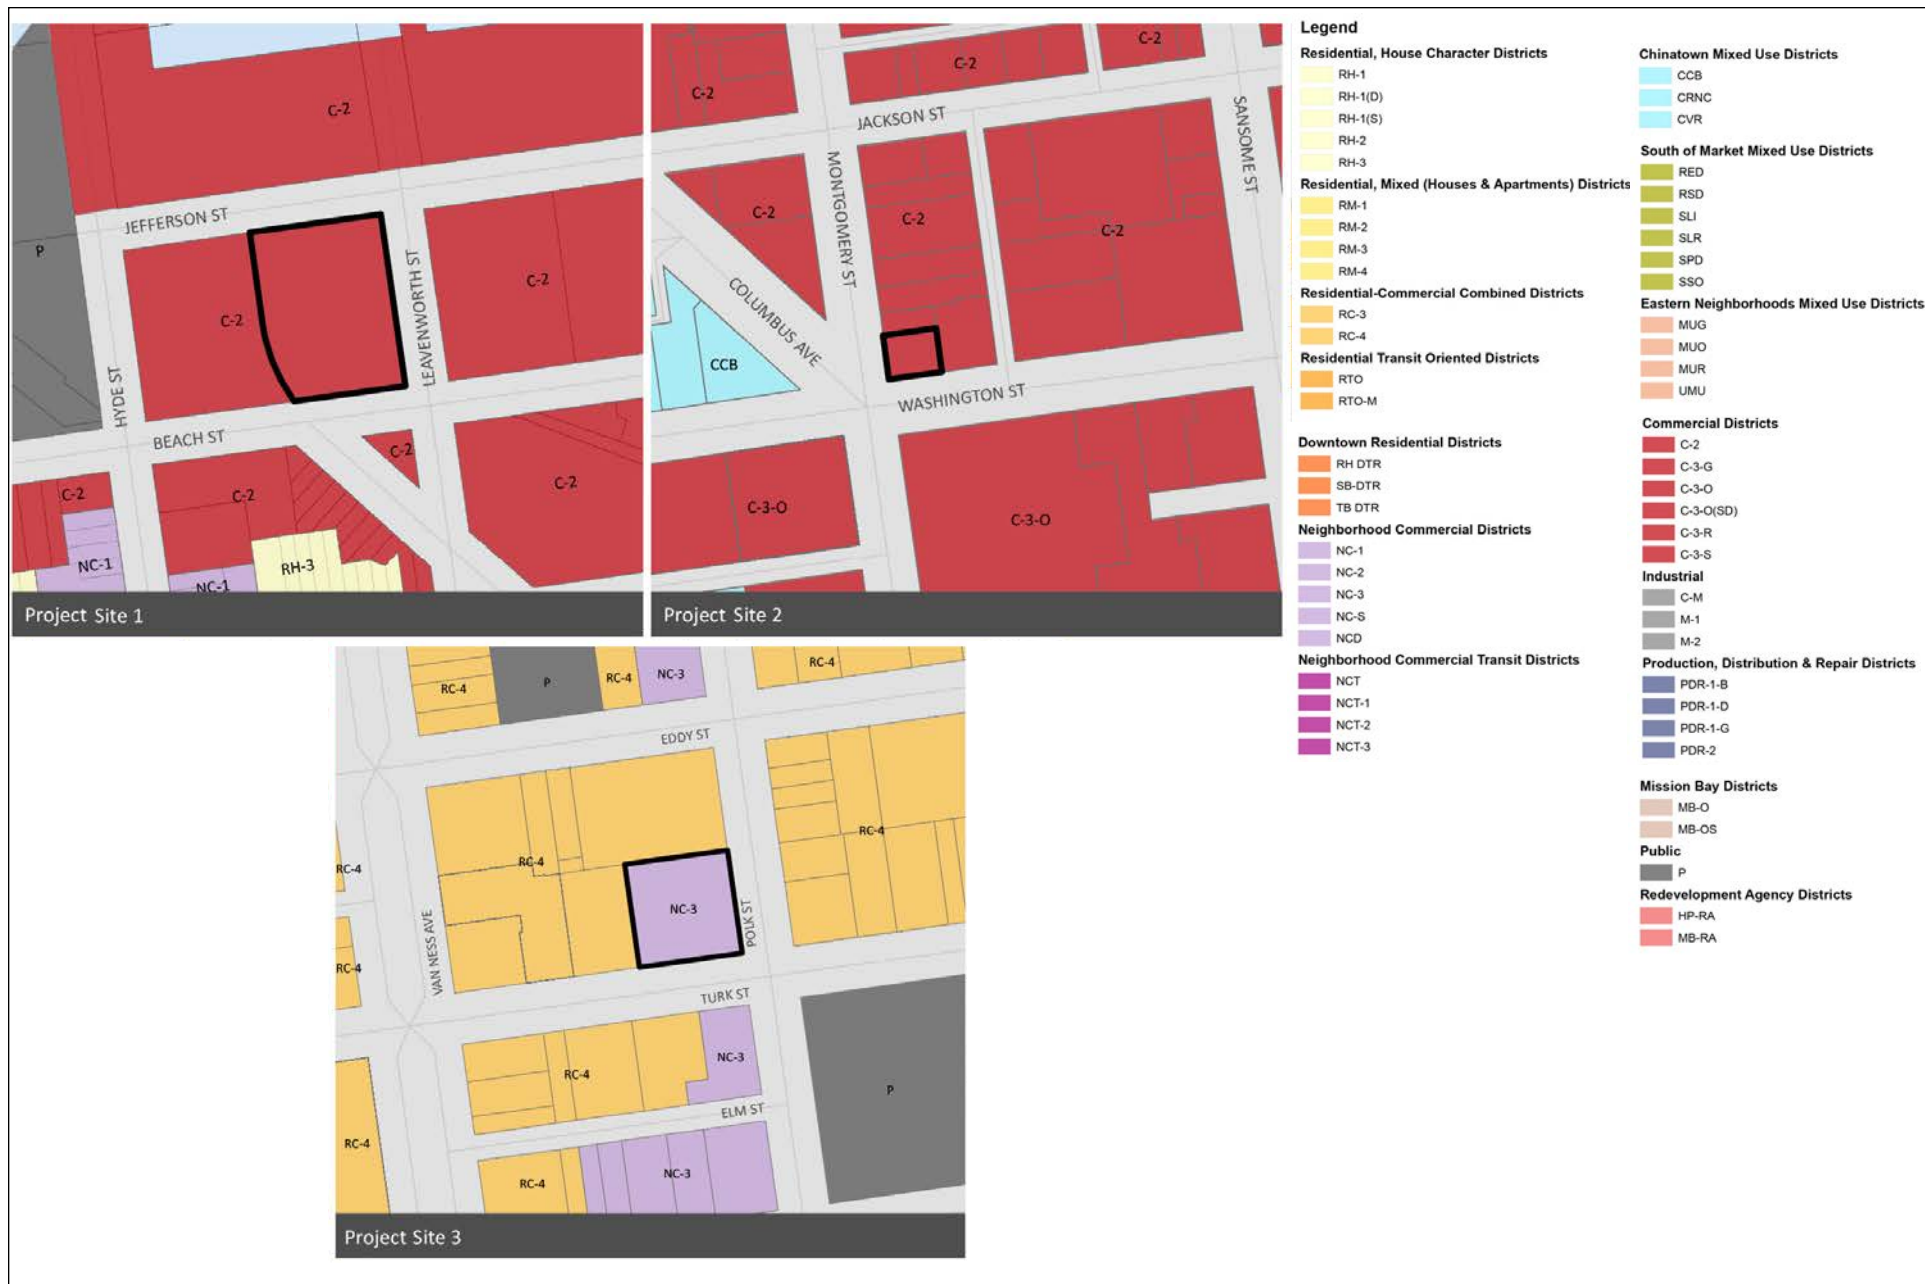 C-2
JEFFERSON ST
P
C-2
C-2
LEAVENWORTH ST
HYDE ST
BEACH ST
C-2
C-2
C-2
C-2
NC-1
RH-3
NC-1
Project Site 1
C-2
C-2
C-2
JACKSON ST
SANSOME ST
MONTGOMERY ST
C-2
C-2
C-2
COLUMBUS AVE
CCB
WASHINGTON ST
C-3-O
C-3-O
Project Site 2
RC-4
P
RC-4
NC-3
RC-4
EDDY ST
RC-4
RC-4
RC-4
NC-3
POLK ST
VAN NESS AVE
RC-4
TURK ST
NC-3
RC-4
P
ELM ST
RC-4
NC-3
RC-4
Project Site 3
Legend
Residential, House Character Districts
RH-1
RH-1(D)
RH-1(S)
RH-2
RH-3
Residential, Mixed (Houses & Apartments) Districts
RM-1
RM-2
RM-3
RM-4
Residential-Commercial Combined Districts
RC-3
RC-4
Residential Transit Oriented Districts
RTO
RTO-M
Downtown Residential Districts
RH DTR
SB-DTR
TB DTR
Neighborhood Commercial Districts
NC-1
NC-2
NC-3
NC-S
NCD
Neighborhood Commercial Transit Districts
NCT
NCT-1
NCT-2
NCT-3
Chinatown Mixed Use Districts
CCB
CRNC
CVR
South of Market Mixed Use Districts
RED
RSD
SLI
SLR
SPD
SSO
Eastern Neighborhoods Mixed Use Districts
MUG
MUO
MUR
UMU
Commercial Districts
C-2
C-3-G
C-3-O
C-3-O(SD)
C-3-R
C-3-S
Industrial
C-M
M-1
M-2
Production, Distribution & Repair Districts
PDR-1-B
PDR-1-D
PDR-1-G
PDR-2
Mission Bay Districts
MB-O
MB-OS
Public
P
Redevelopment Agency Districts
HP-RA
MB-RA